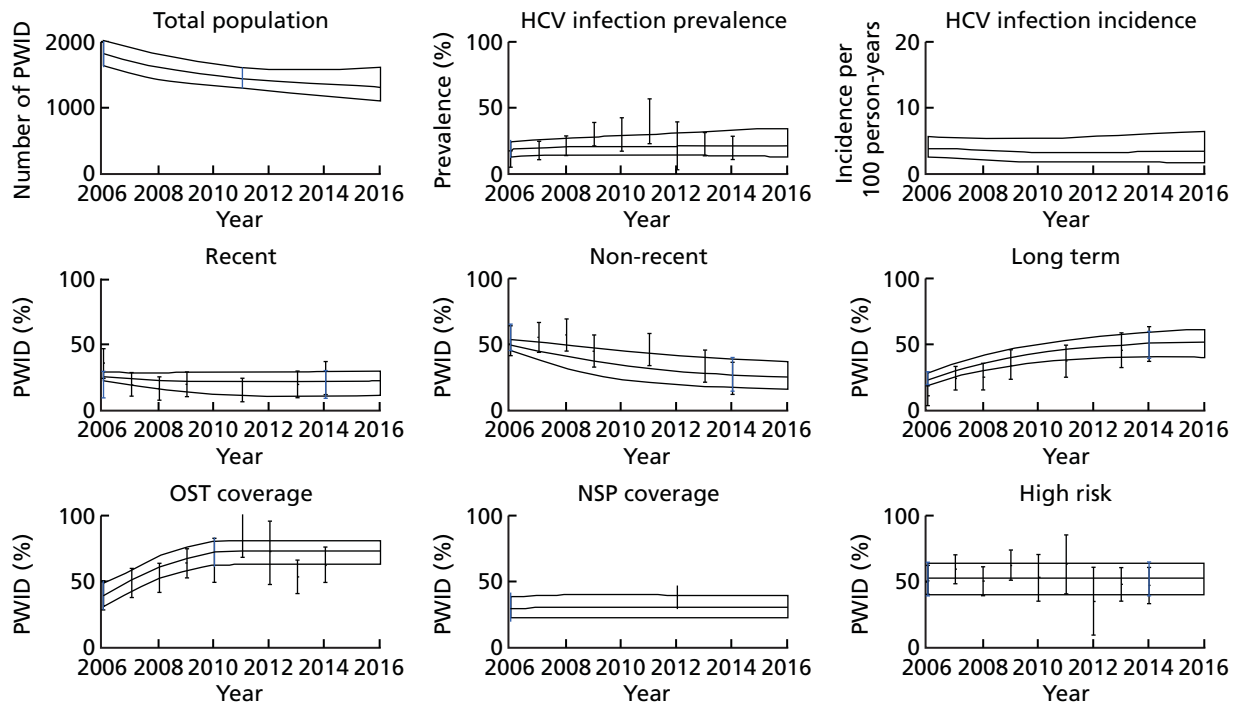 Total population
Number of PWID
2000
1000
0
2006 2008 2010 2012 2014 2016
Year
HCV infection prevalence
Prevalence (%)
100
50
0
2006 2008 2010 2012 2014 2016
Year
HCV infection incidence
Incidence per
100 person-years
20
10
0
2006 2008 2010 2012 2014 2016
Year
Recent
PWID (%)
100
50
0
2006 2008 2010 2012 2014 2016
Year
Non-recent
PWID (%)
100
50
0
2006 2008 2010 2012 2014 2016
Year
Long term
PWID (%)
100
50
0
2006 2008 2010 2012 2014 2016
Year
OST coverage
PWID (%)
100
50
0
2006 2008 2010 2012 2014 2016
Year
NSP coverage
PWID (%)
100
50
0
2006 2008 2010 2012 2014 2016
Year
High risk
PWID (%)
100
50
0
2006 2008 2010 2012 2014 2016
Year